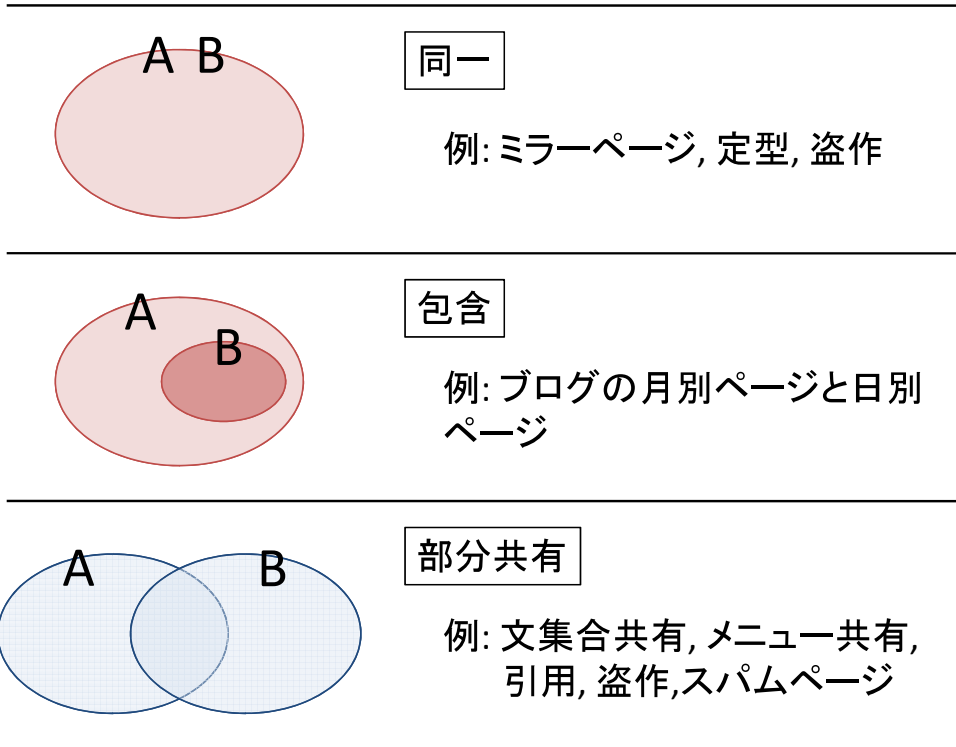 A B
同一
例: ミラーページ, 定型, 盗作
A
B
包含
例: ブログの月別ページと日別
ページ
A
B
部分共有
例: 文集合共有, メニュー共有,
引用, 盗作,スパムページ